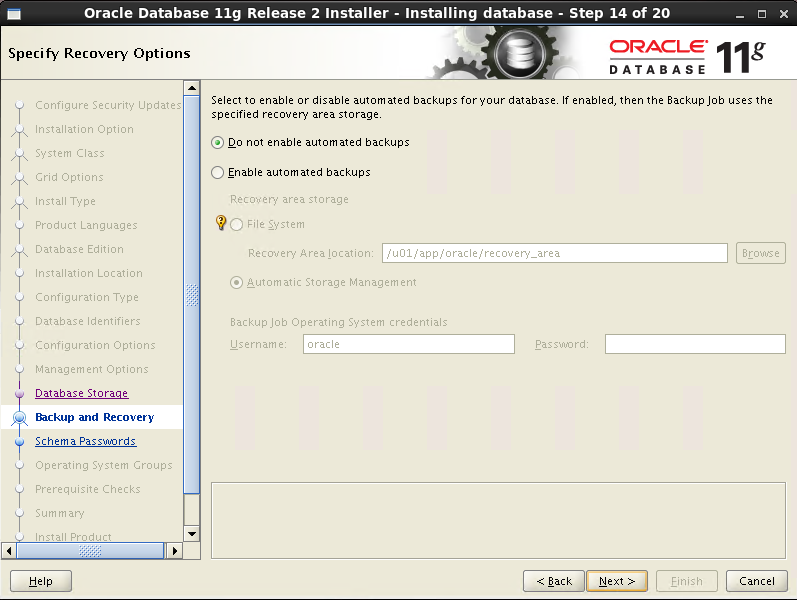 Oracle Database 11g Release 2 Installer - Installing database - Step 14 of 20
Specify Recovery Options
ORACLE
DATABASE
11g
Configure Security Updates
Installation Option
System Class
Grid Options
Install Type
Product Languages
Database Edition
Installation Location
Configuration Type
Database Identifiers
Configuration Options
Management Options
Database Storage
Backup and Recovery
Schema Passwords
Operating System Groups
Prerequisite Checks
Summary
Install Product
Select to enable or disable automated backups for your database. If enabled, then the Backup Job uses the
specified recovery area storage.
Do not enable automated backups
Enable automated backups
Recovery area storage
File System
Recovery Area location: /u01/app/oracle/recovery_area Browse
Automatic Storage Management
Backup Job Operating System credentials
Username: oracle Password:
Help < Back Next > Finish Cancel